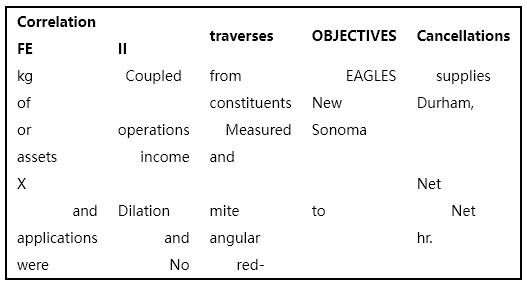 Correlation
FE II traverses OBJECTIVES Cancellations
kg Coupled from EAGLES supplies
of constituents New Durham,
or operations Measured Sonoma
assets income and
X Net
and Dilation mite to Net
applications and angular hr.
were No red-